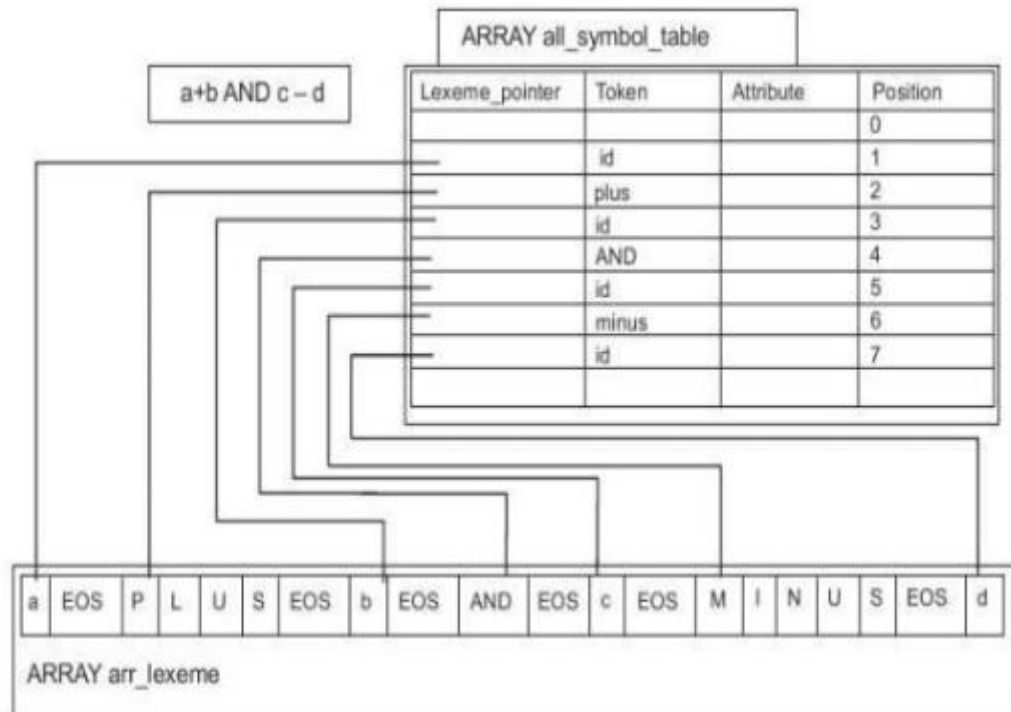 ARRAY all_symbol_table
a+b AND c – d
Lexeme_pointer Token Attribute Position
0
id 1
plus 2
id 3
AND 4
id 5
minus 6
id 7
a EOS P L U S EOS b EOS AND EOS c EOS M I N U S EOS d
ARRAY arr_lexeme